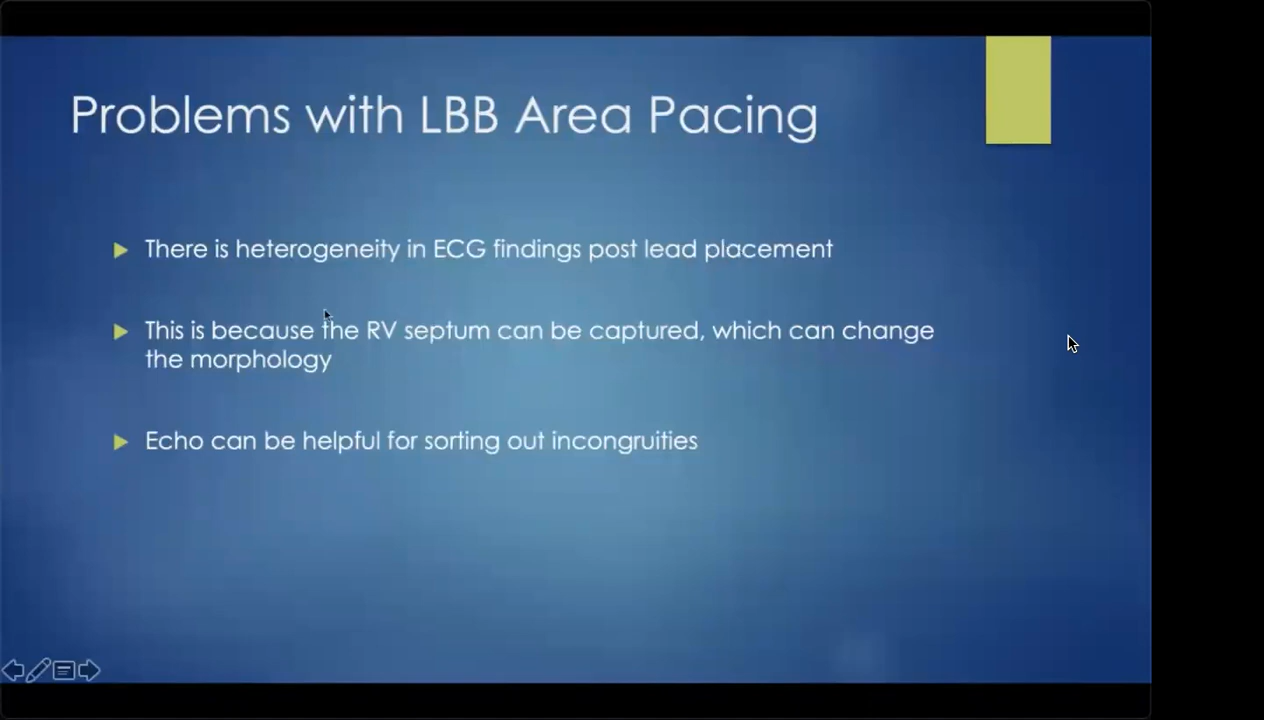 Problems with LBB Area Pacing
There is heterogeneity in ECG findings post lead placement
This is because the RV septum can be captured, which can change
the morphology
Echo can be helpful for sorting out incongruities